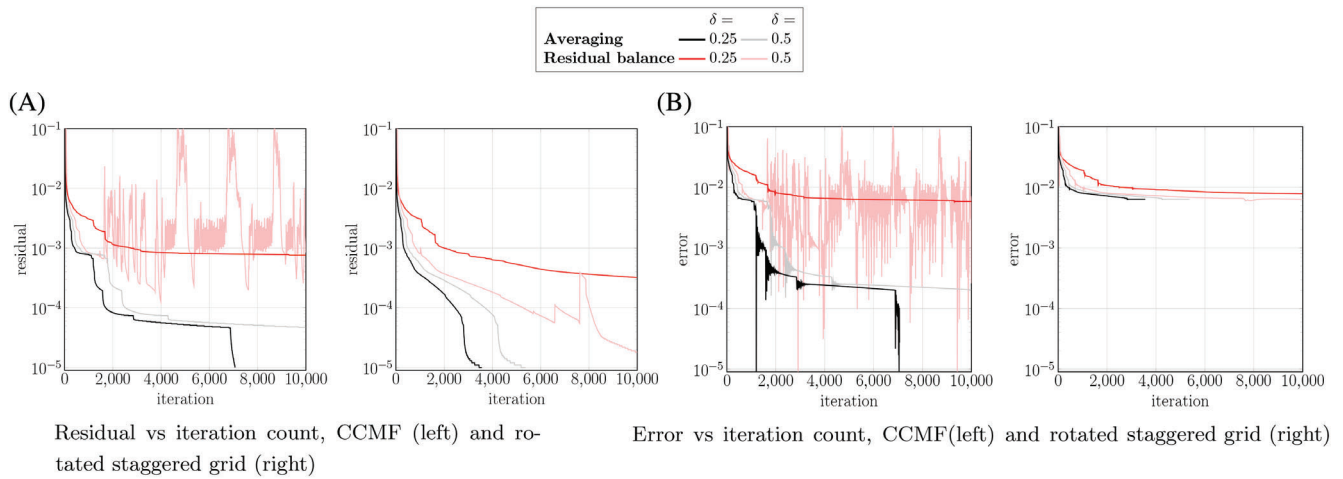 δ = δ =
Averaging 0.25 0.5
Residual balance 0.25 0.5
(A)
10^-1
10^-2
10^-3
10^-4
10^-5
residual
0 2,000 4,000 6,000 8,000 10,000
iteration
10^-1
10^-2
10^-3
10^-4
10^-5
residual
0 2,000 4,000 6,000 8,000 10,000
iteration
Residual vs iteration count, CCMF (left) and ro-
tated staggered grid (right)
(B)
10^-1
10^-2
10^-3
10^-4
10^-5
error
0 2,000 4,000 6,000 8,000 10,000
iteration
10^-1
10^-2
10^-3
10^-4
10^-5
error
0 2,000 4,000 6,000 8,000 10,000
iteration
Error vs iteration count, CCMF(left) and rotated staggered grid (right)